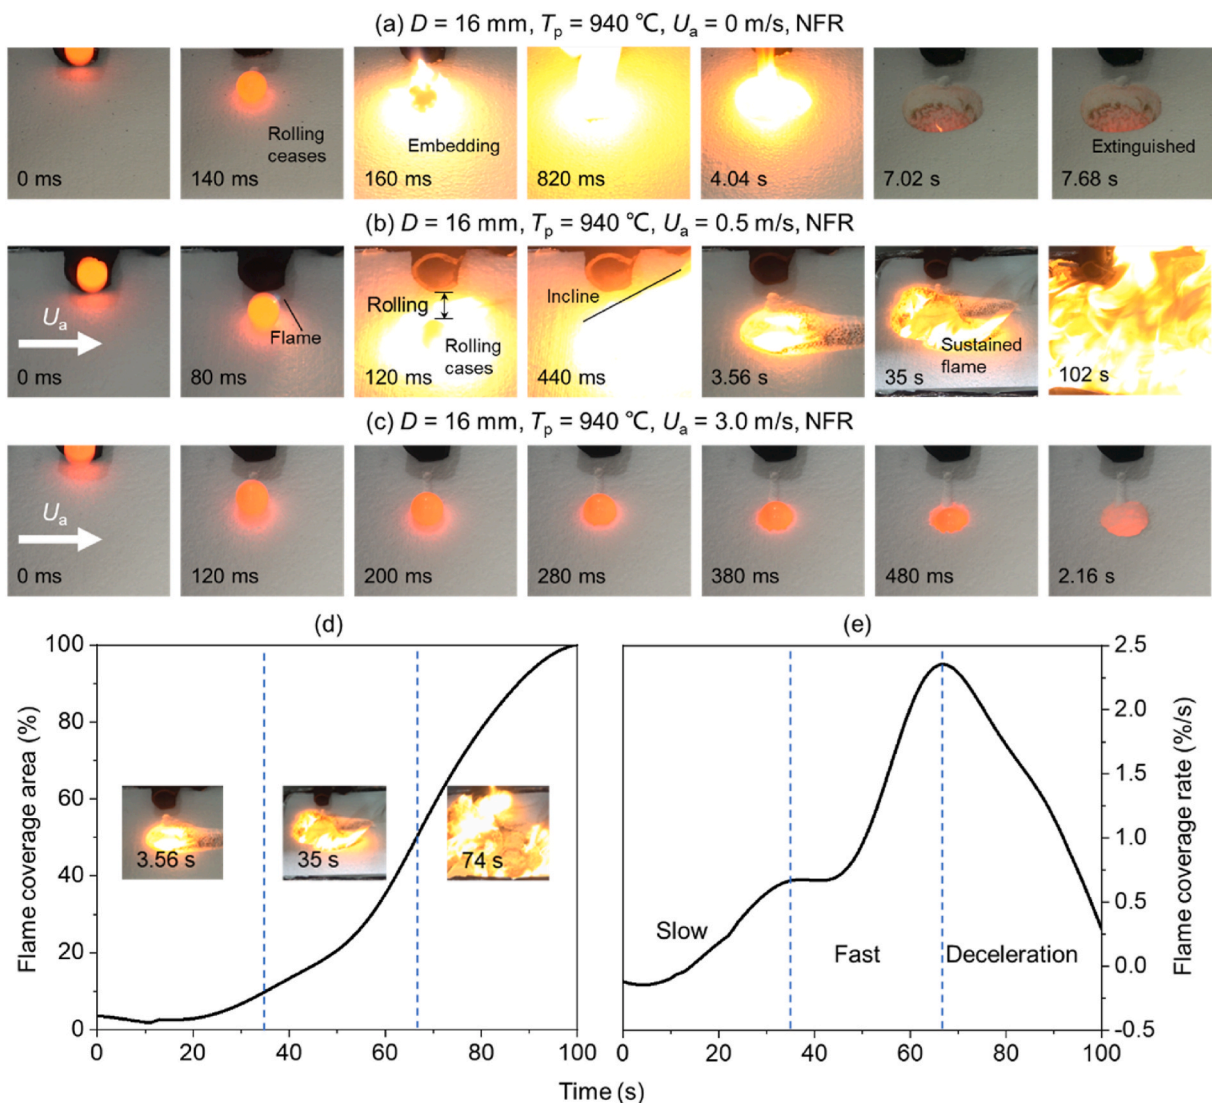 (a) D = 16 mm, Tp = 940 ℃, Ua = 0 m/s, NFR
Rolling
ceases
Embedding
Extinguished
0 ms
140 ms
160 ms
820 ms
4.04 s
7.02 s
7.68 s
(b) D = 16 mm, Tp = 940 ℃, Ua = 0.5 m/s, NFR
Ua
Flame
Rolling
Rolling
cases
Incline
Sustained
flame
0 ms
80 ms
120 ms
440 ms
3.56 s
35 s
102 s
(c) D = 16 mm, Tp = 940 ℃, Ua = 3.0 m/s, NFR
Ua
0 ms
120 ms
200 ms
280 ms
380 ms
480 ms
2.16 s
(d)
Flame coverage area (%)
100
80
60
40
20
0
3.56 s
35 s
74 s
0
20
40
60
80
100
(e)
Slow
Fast
Deceleration
2.5
2.0
1.5
1.0
0.5
0.0
-0.5
Flame coverage rate (%/s)
0
20
40
60
80
100
Time (s)